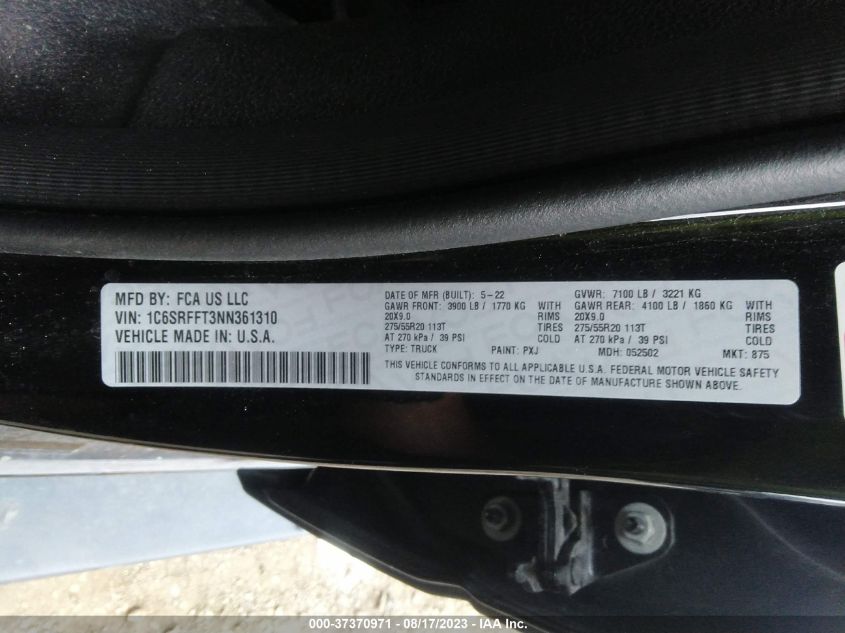 MFD BY: FCA US LLC
VIN: 1C6SRFFT3NN361310
VEHICLE MADE IN U.S.A.
DATE OF MFR (BUILT): 5-22
GVWR: 7100 LB / 3221 KG
GAWR FRONT: 3900 LB / 1770 KG WITH
GAWR REAR: 4100 LB / 1860 KG WITH
20X9.0 RIMS
20X9.0 RIMS
275/55R20 113T TIRES
275/55R20 113T TIRES
AT 270 kPa / 39 PSI COLD
AT 270 kPa / 39 PSI COLD
TYPE: TRUCK PAINT: PXJ MDH: 052502 MKT: 875
THIS VEHICLE CONFORMS TO ALL APPLICABLE U.S.A. FEDERAL MOTOR VEHICLE SAFETY
STANDARDS IN EFFECT ON THE DATE OF MANUFACTURE SHOWN ABOVE.
000-37370971 - 08/17/2023 - IAA Inc.